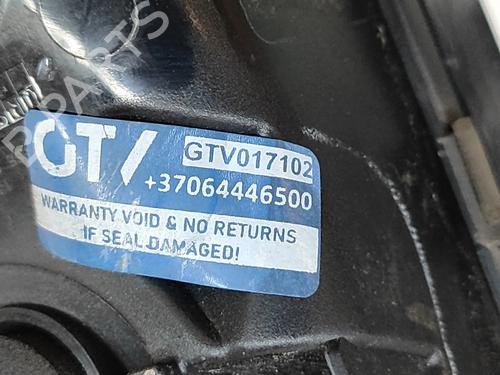 GTV
GTV017102
+37064446500
WARRANTY VOID & NO RETURNS
IF SEAL DAMAGED!